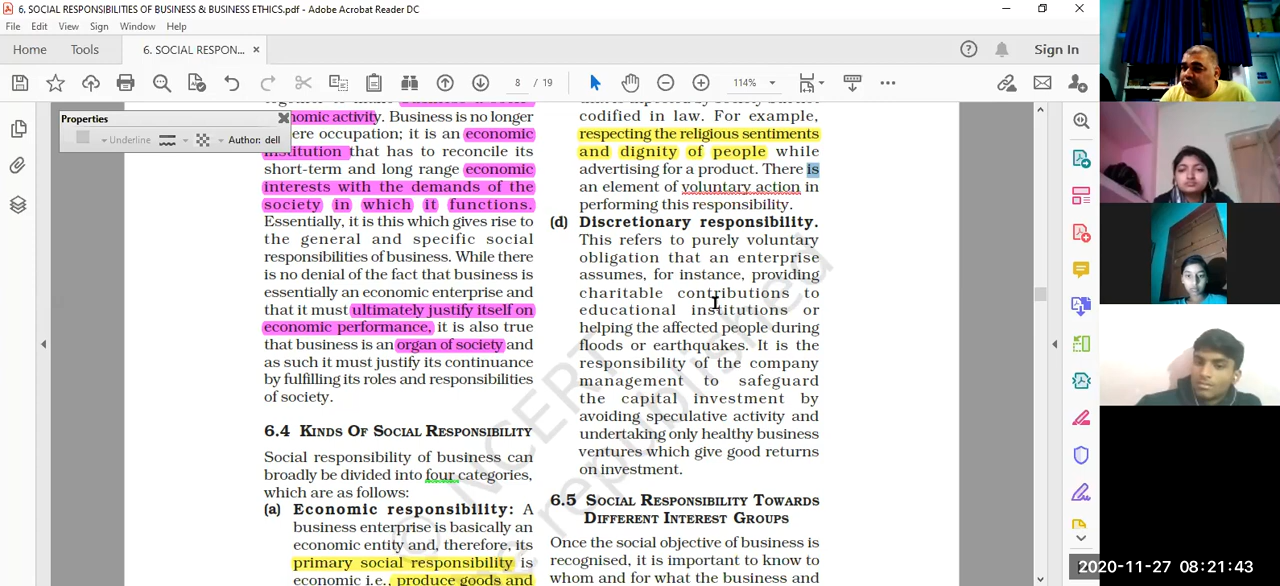 6. SOCIAL RESPONSIBILITIES OF BUSINESS & BUSINESS ETHICS.pdf - Adobe Acrobat Reader DC
File Edit View Sign Window Help
Home Tools 6. SOCIAL RESPON... × Sign In
8 / 19 114%
Properties
Underline Author: dell
nomic activity. Business is no longer
ere occupation; it is an economic
institution that has to reconcile its
short-term and long range economic
interests with the demands of the
society in which it functions.
Essentially, it is this which gives rise to
the general and specific social
responsibilities of business. While there
is no denial of the fact that business is
essentially an economic enterprise and
that it must ultimately justify itself on
economic performance, it is also true
that business is an organ of society and
as such it must justify its continuance
by fulfilling its roles and responsibilities
of society.
6.4 KINDS OF SOCIAL RESPONSIBILITY
Social responsibility of business can
broadly be divided into four categories,
which are as follows:
(a) Economic responsibility: A
business enterprise is basically an
economic entity and, therefore, its
primary social responsibility is
economic i.e., produce goods and
codified in law. For example,
respecting the religious sentiments
and dignity of people while
advertising for a product. There is
an element of voluntary action in
performing this responsibility.
(d) Discretionary responsibility.
This refers to purely voluntary
obligation that an enterprise
assumes, for instance, providing
charitable contributions to
educational institutions or
helping the affected people during
floods or earthquakes. It is the
responsibility of the company
management to safeguard
the capital investment by
avoiding speculative activity and
undertaking only healthy business
ventures which give good returns
on investment.
6.5 SOCIAL RESPONSIBILITY TOWARDS
DIFFERENT INTEREST GROUPS
Once the social objective of business is
recognised, it is important to know to
whom and for what the business and
© NCERT
republished
2020-11-27 08:21:43